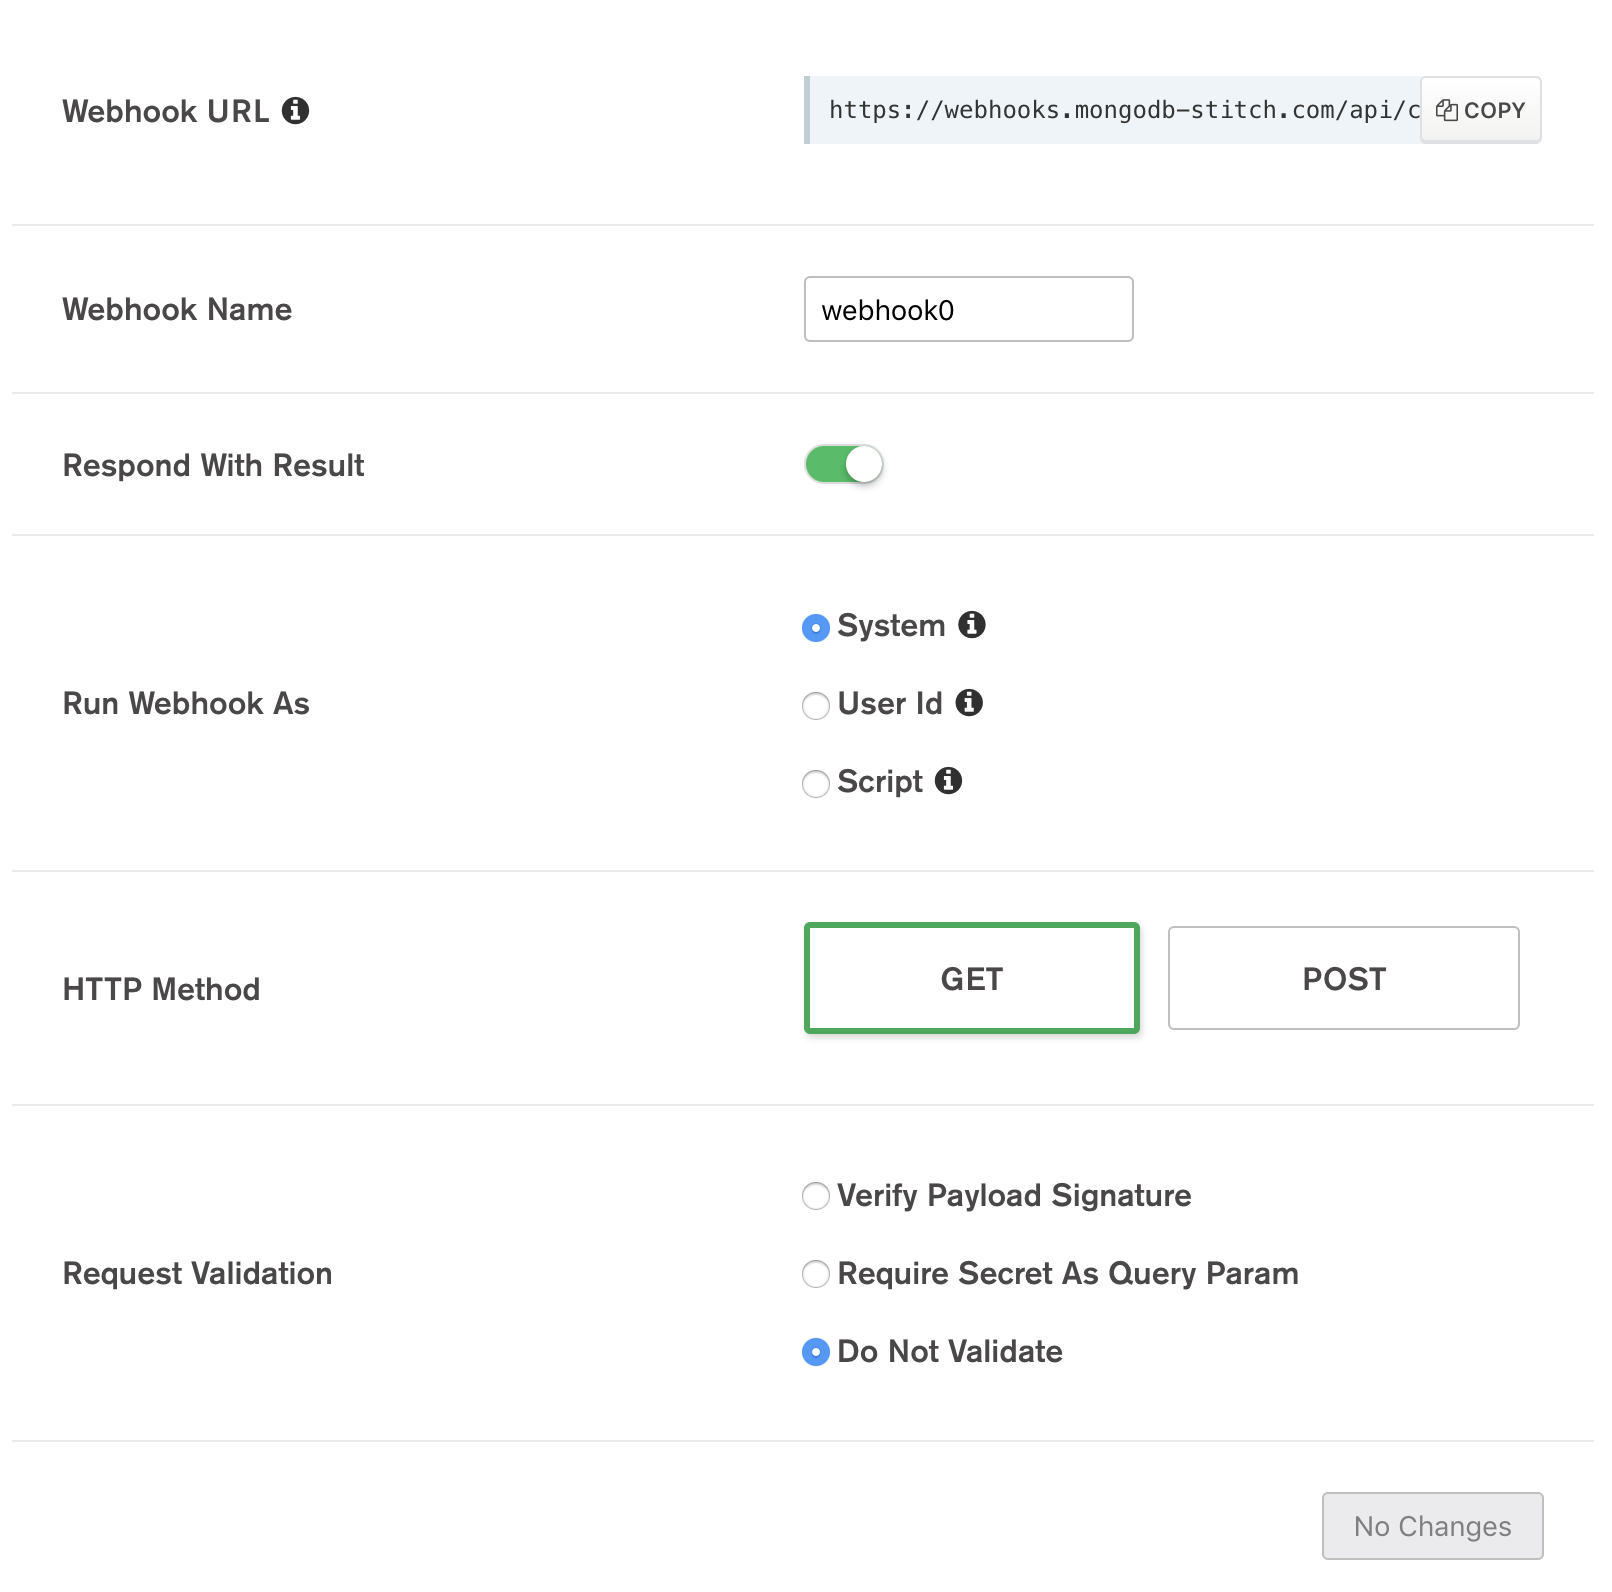 Webhook URL
https://webhooks.mongodb-stitch.com/api/c
COPY
Webhook Name
webhook0
Respond With Result
Run Webhook As
System
User Id
Script
HTTP Method
GET
POST
Request Validation
Verify Payload Signature
Require Secret As Query Param
Do Not Validate
No Changes